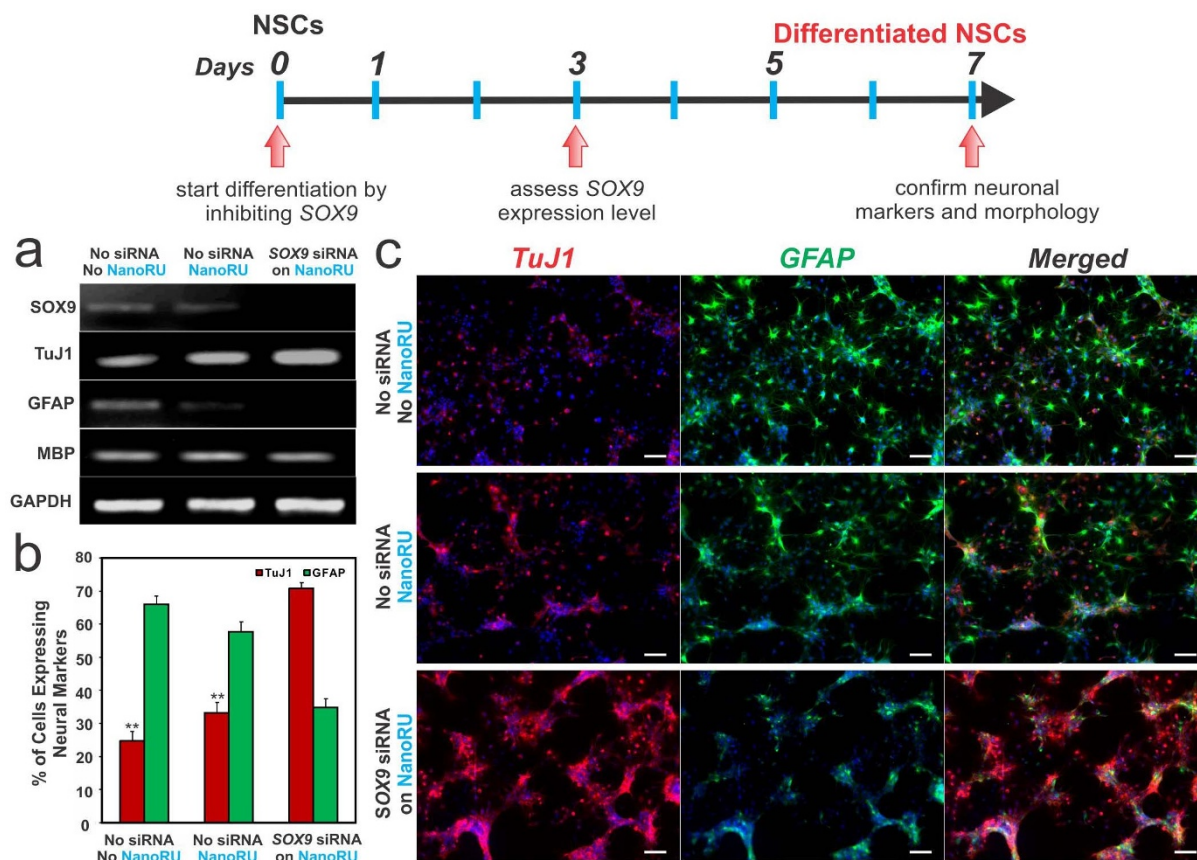 NSCs
Differentiated NSCs
Days 0 1 3 5 7
start differentiation by
inhibiting SOX9
assess SOX9
expression level
confirm neuronal
markers and morphology
a
No siRNA
No NanoRU
No siRNA
NanoRU
SOX9 siRNA
on NanoRU
SOX9
TuJ1
GFAP
MBP
GAPDH
b
% of Cells Expressing
Neural Markers
80
70
60
50
40
30
20
10
0
TuJ1 GFAP
**
**
No siRNA
No NanoRU
No siRNA
NanoRU
SOX9 siRNA
on NanoRU
c
TuJ1 GFAP Merged
No siRNA
No NanoRU
No siRNA
NanoRU
SOX9 siRNA
on NanoRU